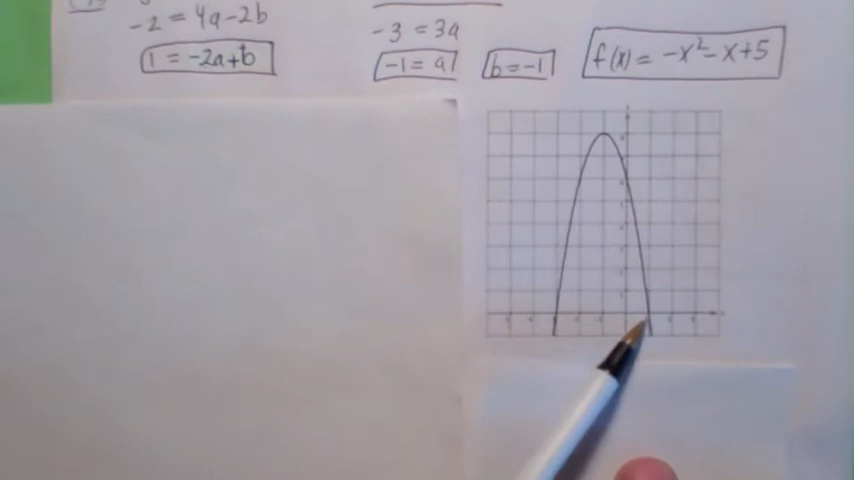 -2 = 4a-2b
1 = -2a+b
-3 = 3a
-1 = a
b=-1
f(x) = -x²-x+5